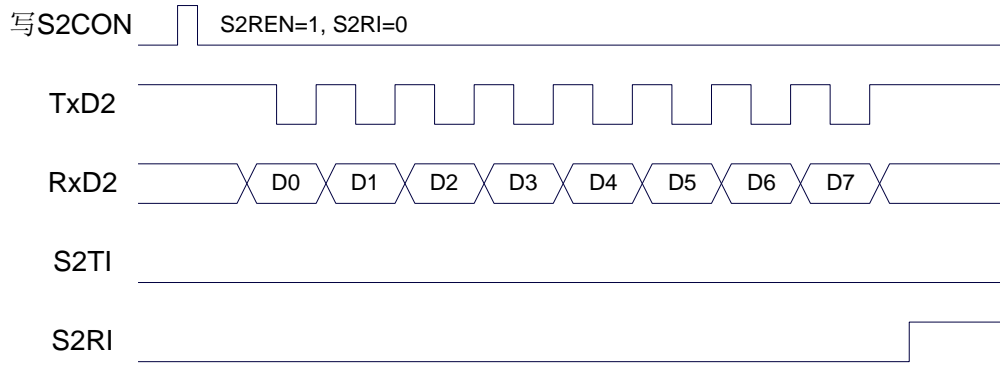 写S2CON S2REN=1, S2RI=0
TxD2
RxD2 D0 D1 D2 D3 D4 D5 D6 D7
S2TI
S2RI